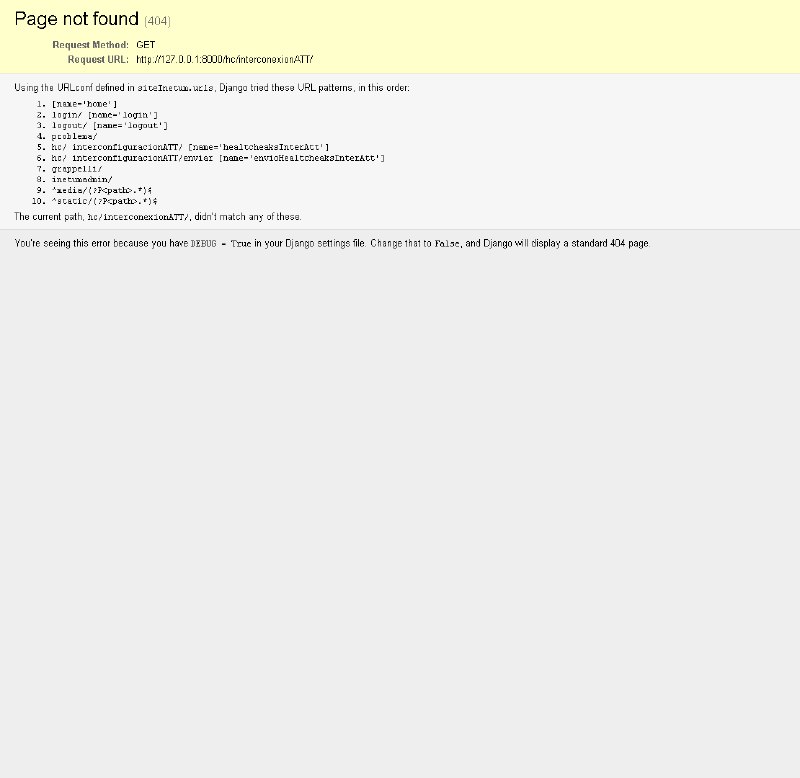 Page not found (404)
Request Method: GET
Request URL: http://127.0.0.1:8000/hc/interconexionATT/
Using the URLconf defined in siteInetum.urls, Django tried these URL patterns, in this order:
1. [name='home']
2. login/ [name='login']
3. logout/ [name='logout']
4. problema/
5. hc/ interconfiguracionATT/ [name='healtcheaksInterAtt']
6. hc/ interconfiguracionATT/enviar [name='envioHealtcheaksInterAtt']
7. grappelli/
8. inetumadmin/
9. ^media/(?P<path>.*)$
10. ^static/(?P<path>.*)$
The current path, hc/interconexionATT/, didn't match any of these.
You're seeing this error because you have DEBUG = True in your Django settings file. Change that to False, and Django will display a standard 404 page.